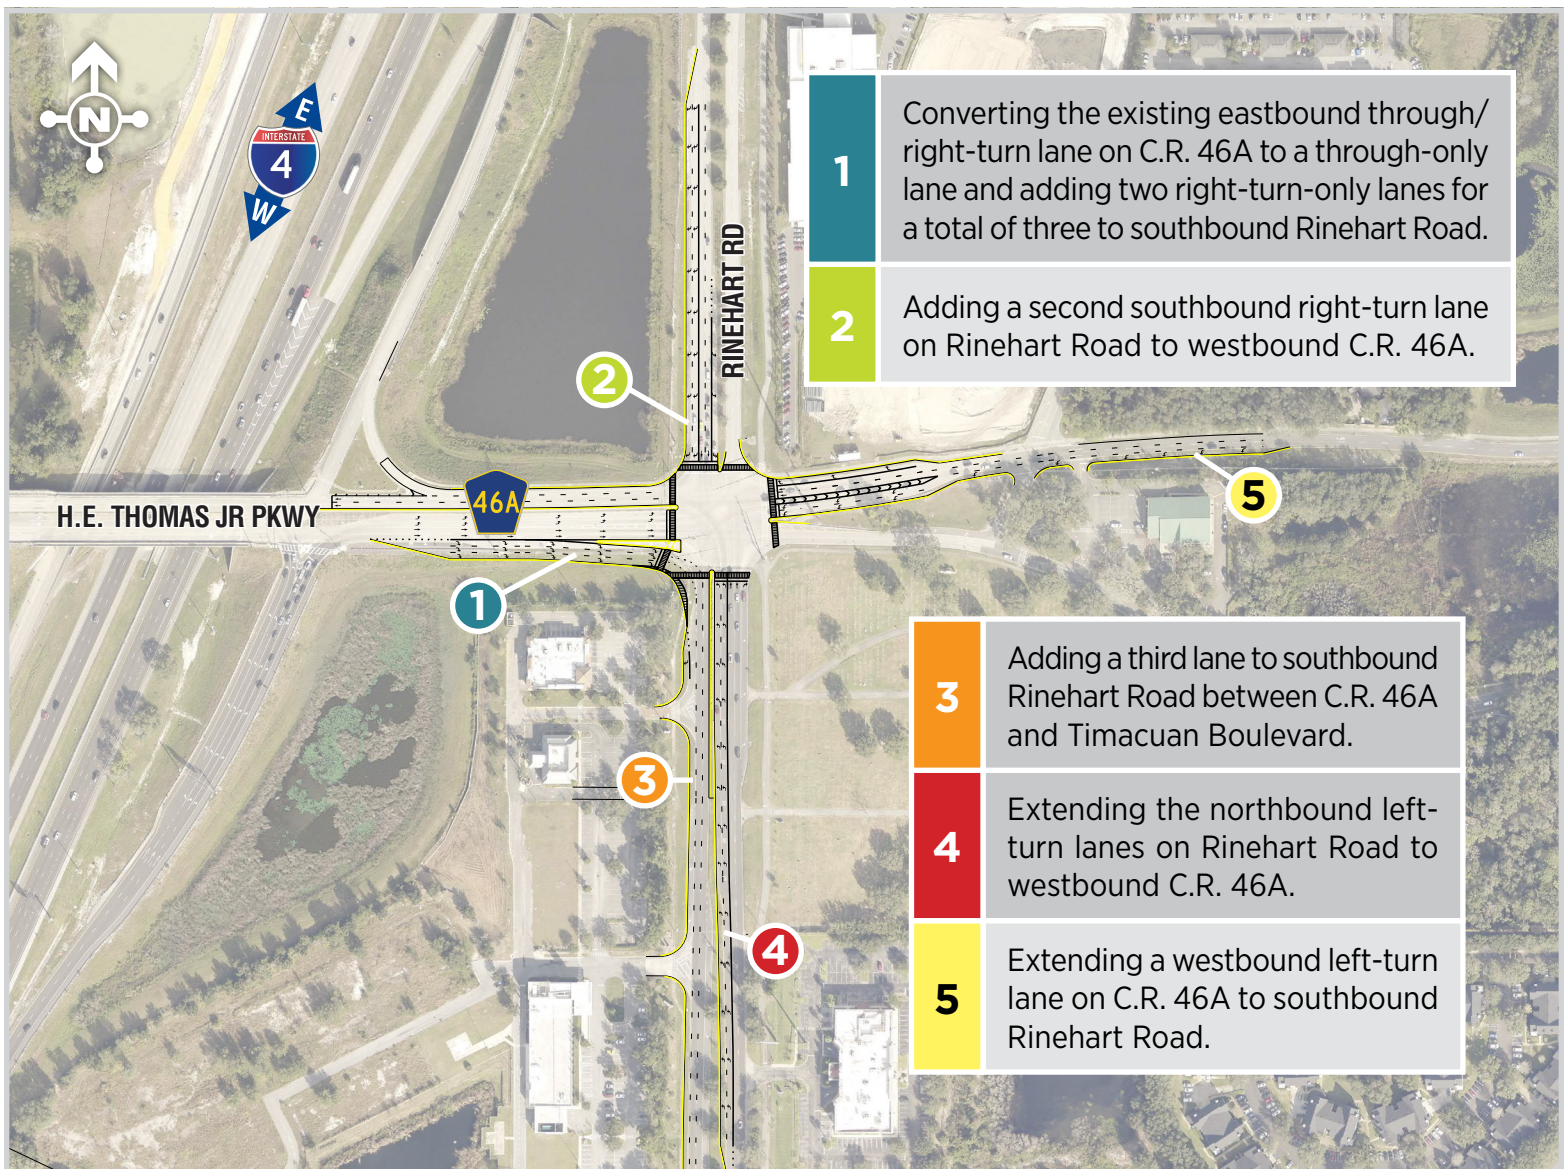 N
E
INTERSTATE
4
W
RINEHART RD
H.E. THOMAS JR PKWY
46A
1
2
3
4
5
1
Converting the existing eastbound through/
right-turn lane on C.R. 46A to a through-only
lane and adding two right-turn-only lanes for
a total of three to southbound Rinehart Road.
2
Adding a second southbound right-turn lane
on Rinehart Road to westbound C.R. 46A.
3
Adding a third lane to southbound
Rinehart Road between C.R. 46A
and Timacuan Boulevard.
4
Extending the northbound left-
turn lanes on Rinehart Road to
westbound C.R. 46A.
5
Extending a westbound left-turn
lane on C.R. 46A to southbound
Rinehart Road.